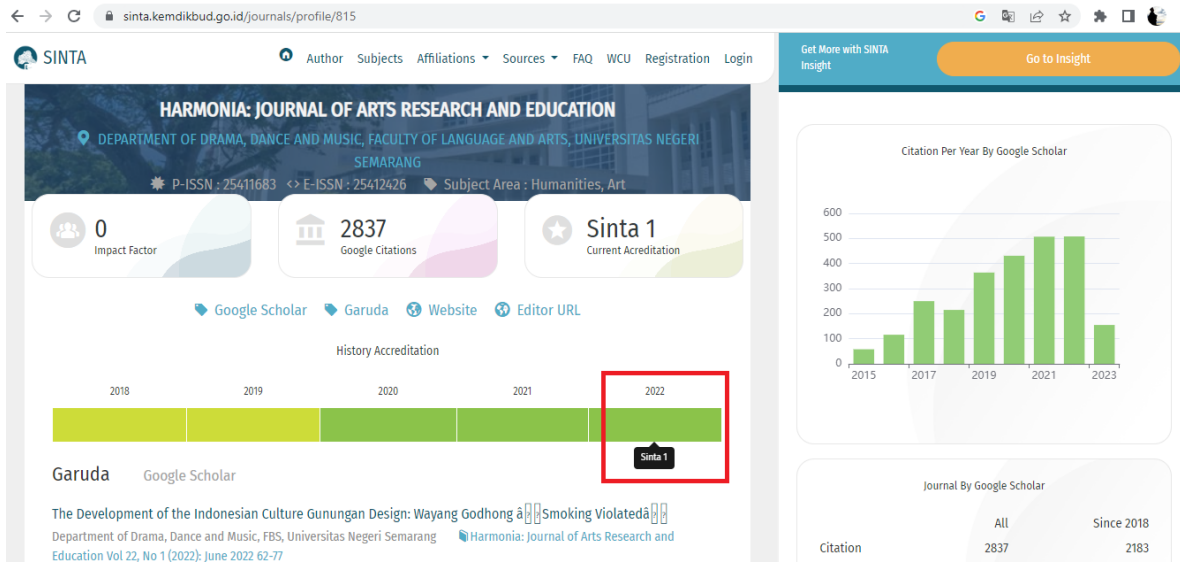 sinta.kemdikbud.go.id/journals/profile/815
SINTA
Author Subjects Affiliations Sources FAQ WCU Registration Login
Get More with SINTA
Insight
Go to Insight
HARMONIA: JOURNAL OF ARTS RESEARCH AND EDUCATION
DEPARTMENT OF DRAMA, DANCE AND MUSIC, FACULTY OF LANGUAGE AND ARTS, UNIVERSITAS NEGERI
SEMARANG
P-ISSN : 25411683 <> E-ISSN : 25412426 Subject Area : Humanities, Art
0
Impact Factor
2837
Google Citations
Sinta 1
Current Acreditation
Google Scholar Garuda Website Editor URL
History Accreditation
2018 2019 2020 2021 2022
Sinta 1
Garuda Google Scholar
The Development of the Indonesian Culture Gunungan Design: Wayang Godhong â Smoking Violatedâ
Department of Drama, Dance and Music, FBS, Universitas Negeri Semarang Harmonia: Journal of Arts Research and
Education Vol 22, No 1 (2022): June 2022 62-77
Citation Per Year By Google Scholar
600
500
400
300
200
100
0
2015 2017 2019 2021 2023
Journal By Google Scholar
All Since 2018
Citation 2837 2183